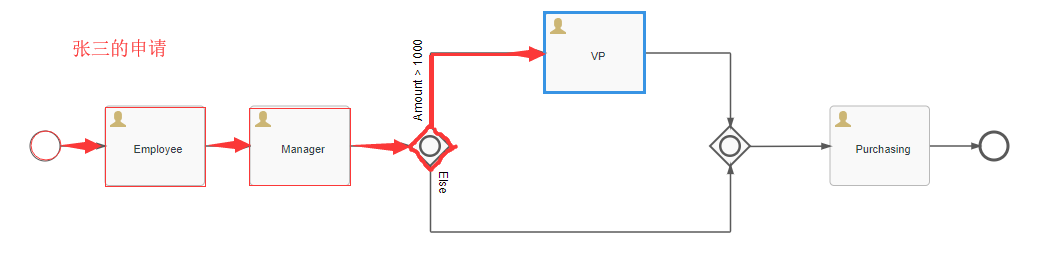 张三的申请
Employee
Manager
Amount > 1000
Else
VP
Purchasing